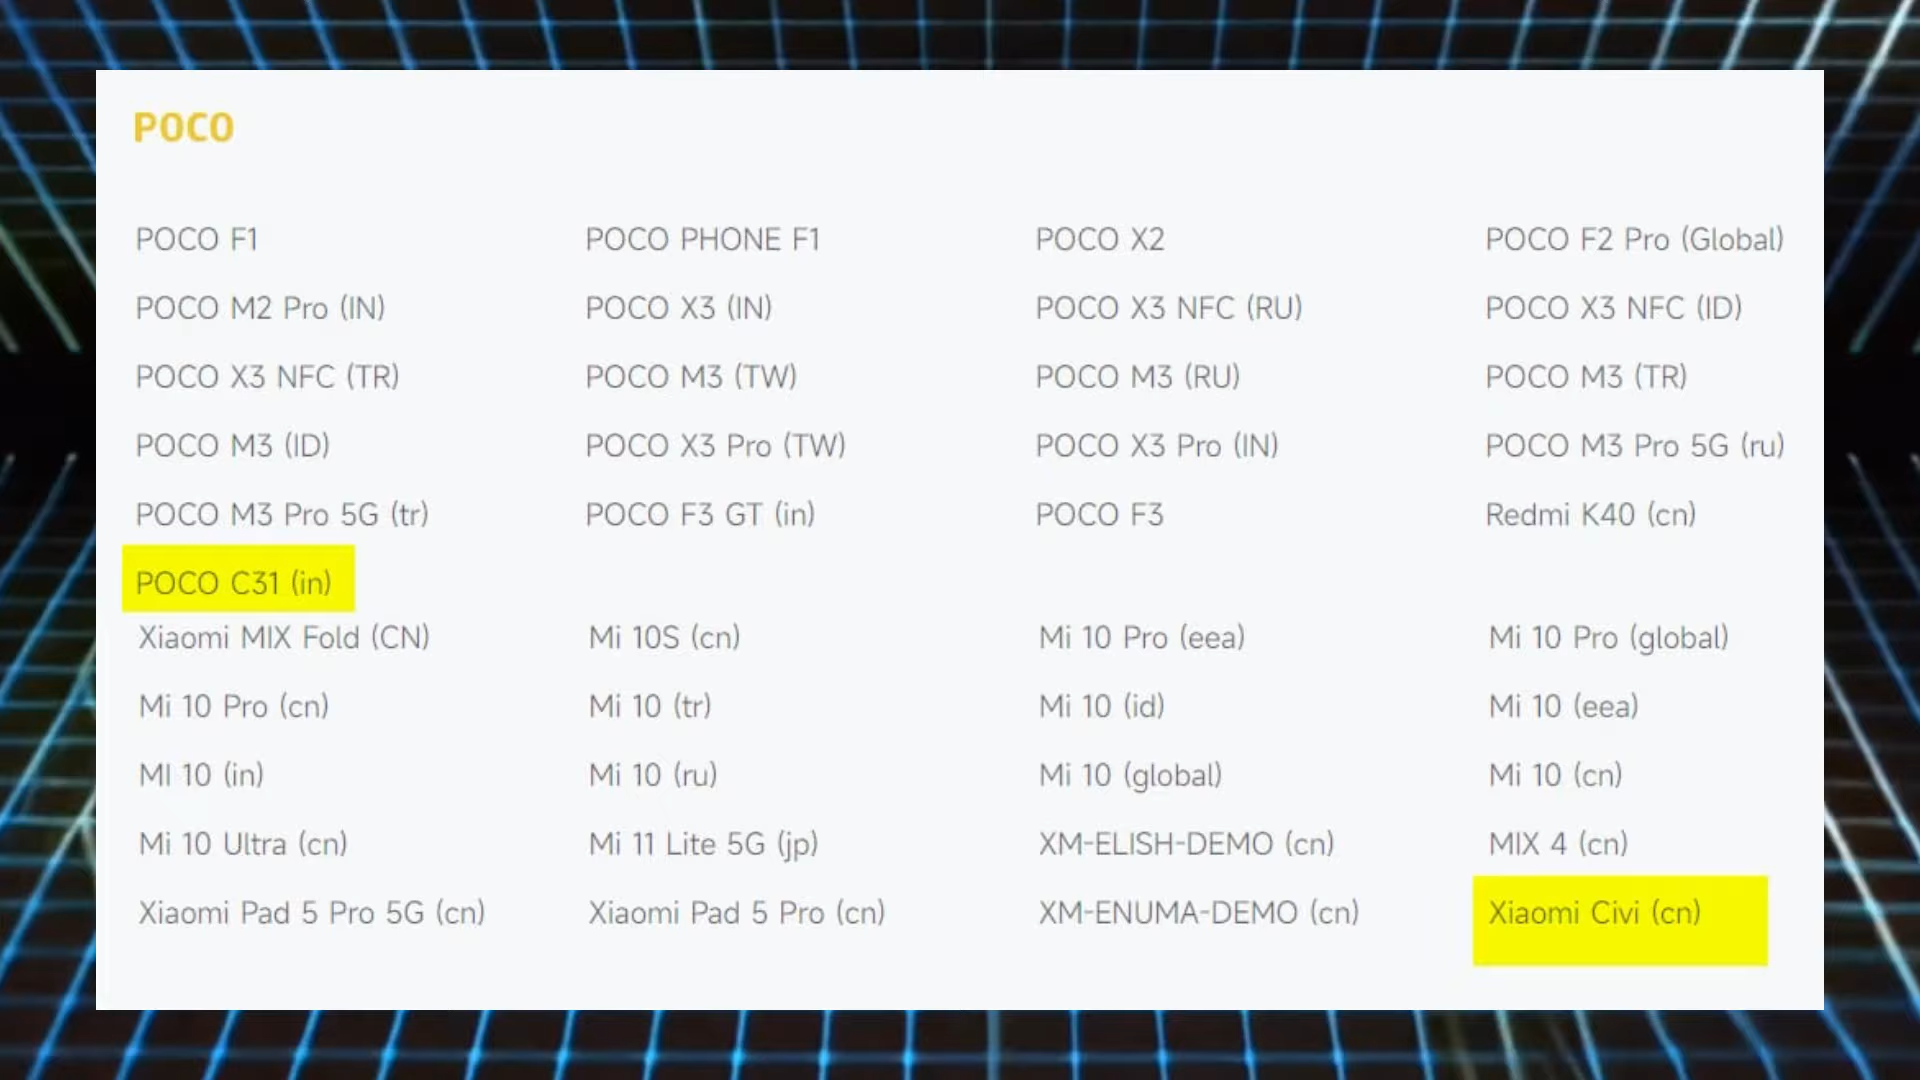 POCO
POCO F1 POCO PHONE F1 POCO X2 POCO F2 Pro (Global)
POCO M2 Pro (IN) POCO X3 (IN) POCO X3 NFC (RU) POCO X3 NFC (ID)
POCO X3 NFC (TR) POCO M3 (TW) POCO M3 (RU) POCO M3 (TR)
POCO M3 (ID) POCO X3 Pro (TW) POCO X3 Pro (IN) POCO M3 Pro 5G (ru)
POCO M3 Pro 5G (tr) POCO F3 GT (in) POCO F3 Redmi K40 (cn)
POCO C31 (in)
Xiaomi MIX Fold (CN) Mi 10S (cn) Mi 10 Pro (eea) Mi 10 Pro (global)
Mi 10 Pro (cn) Mi 10 (tr) Mi 10 (id) Mi 10 (eea)
MI 10 (in) Mi 10 (ru) Mi 10 (global) Mi 10 (cn)
Mi 10 Ultra (cn) Mi 11 Lite 5G (jp) XM-ELISH-DEMO (cn) MIX 4 (cn)
Xiaomi Pad 5 Pro 5G (cn) Xiaomi Pad 5 Pro (cn) XM-ENUMA-DEMO (cn) Xiaomi Civi (cn)